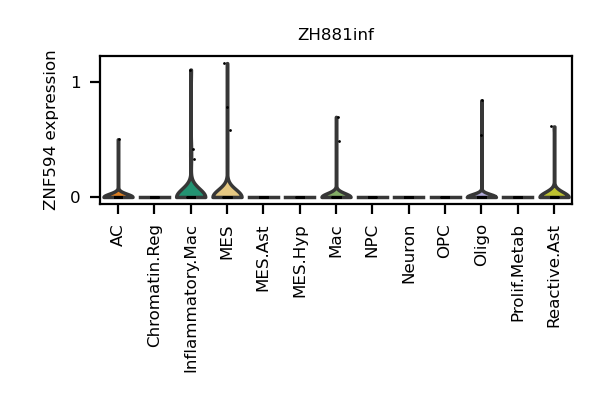 ZH881inf
ZNF594 expression
1
0
AC
Chromatin.Reg
Inflammatory.Mac
MES
MES.Ast
MES.Hyp
Mac
NPC
Neuron
OPC
Oligo
Prolif.Metab
Reactive.Ast